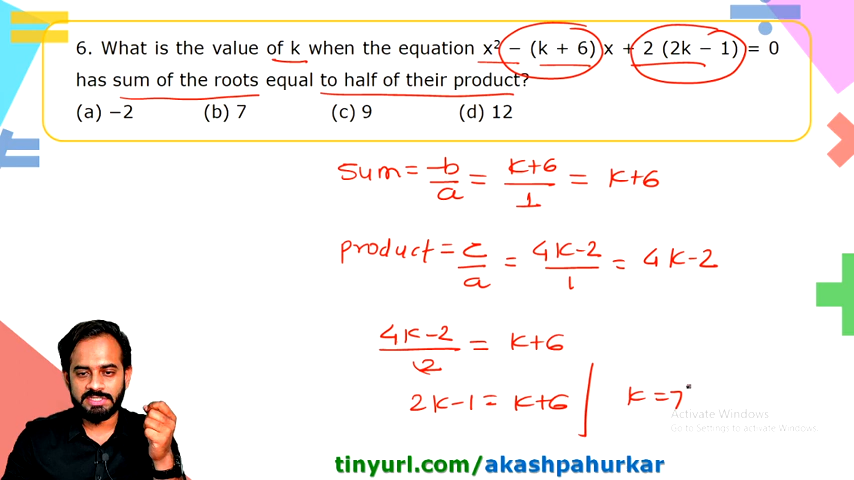 6. What is the value of k when the equation x² − (k + 6) x + 2 (2k − 1) = 0
has sum of the roots equal to half of their product?
(a) −2 (b) 7 (c) 9 (d) 12
Sum = -b/a = K+6/1 = K+6
product = c/a = 4K-2/1 = 4K-2
4K-2/2 = K+6
2K-1 = K+6 K=7
Activate Windows
Go to Settings to activate Windows.
tinyurl.com/akashpahurkar